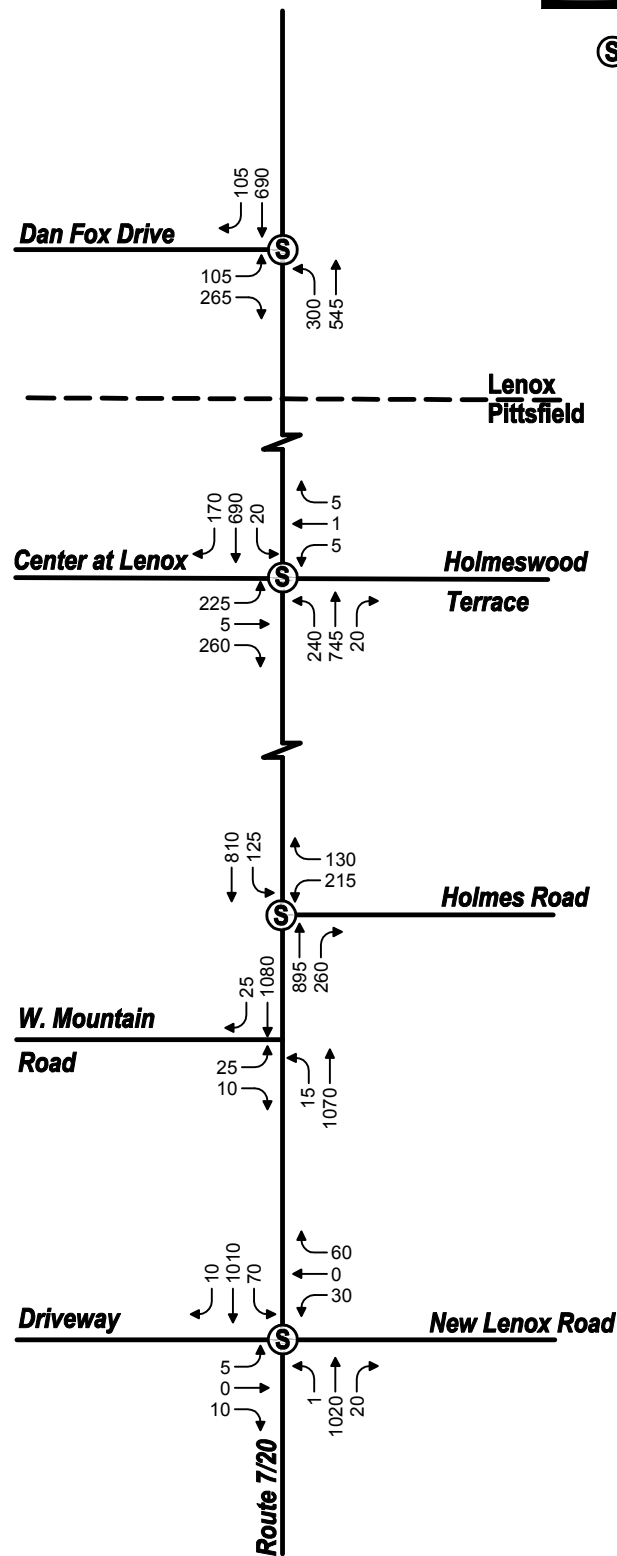 S
105
690
Dan Fox Drive
S
105
265
300
545
Lenox
Pittsfield
170
690
20
5
1
5
Center at Lenox
S
Holmeswood
Terrace
225
5
260
240
745
20
810
125
130
215
S
Holmes Road
895
260
25
1080
W. Mountain
Road
25
10
15
1070
10
1010
70
60
0
30
Driveway
S
New Lenox Road
5
0
10
1
1020
20
Route 7/20